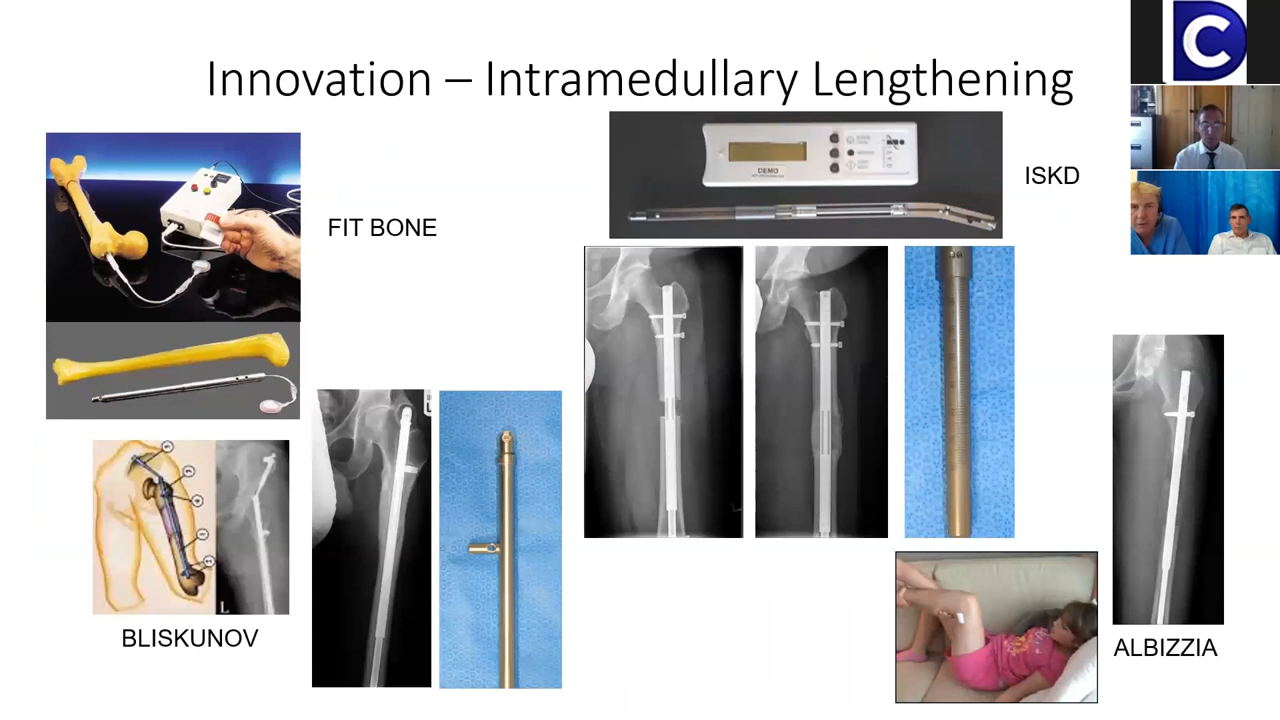 Innovation – Intramedullary Lengthening
C
ISKD
DEMO
FIT BONE
L
BLISKUNOV
ALBIZZIA